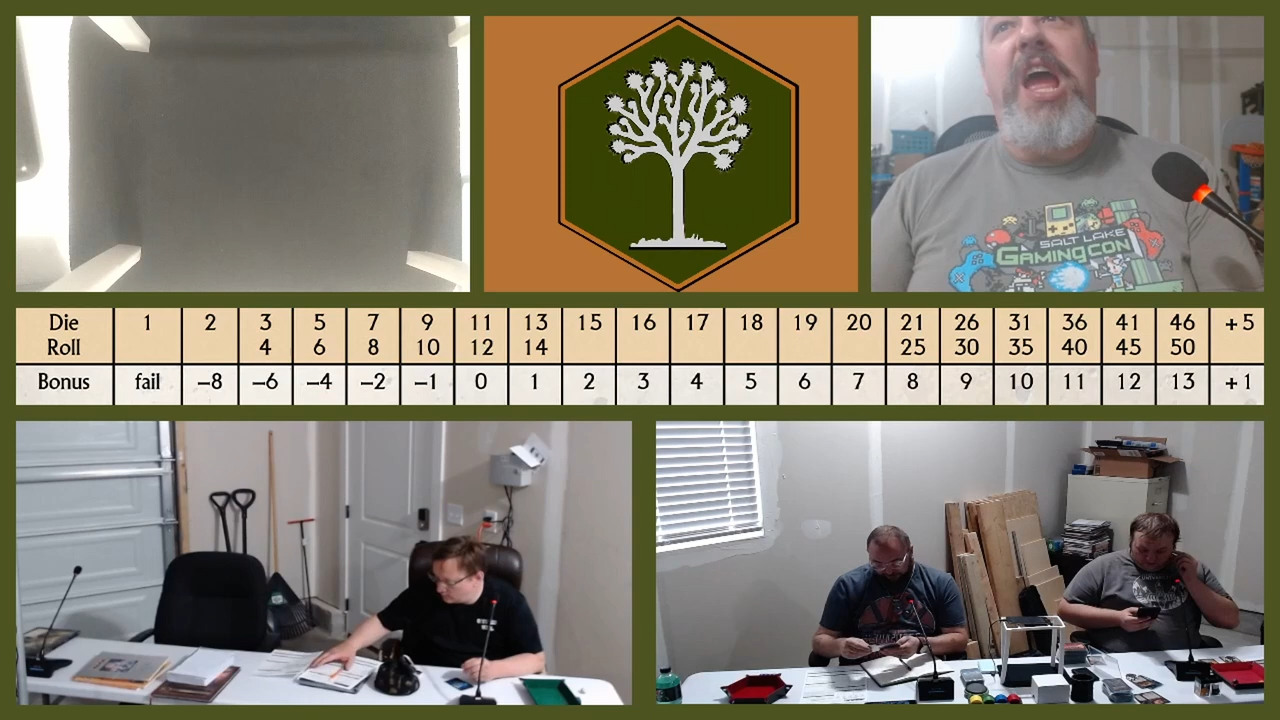 SALT LAKE
GAMINGCON
Die Roll 1 2 3 4 5 6 7 8 9 10 11 12 13 14 15 16 17 18 19 20 21 25 26 30 31 35 36 40 41 45 46 50 +5
Bonus fail –8 –6 –4 –2 –1 0 1 2 3 4 5 6 7 8 9 10 11 12 13 +1